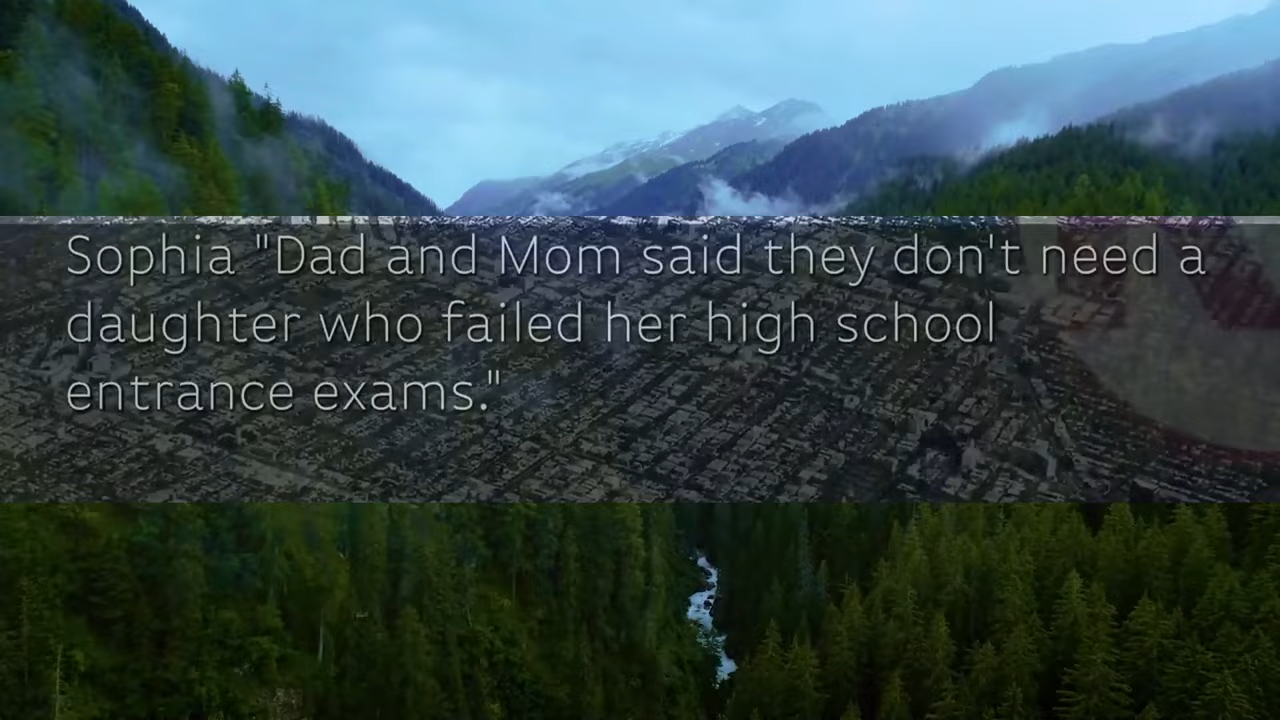 Sophia "Dad and Mom said they don't need a
daughter who failed her high school
entrance exams."